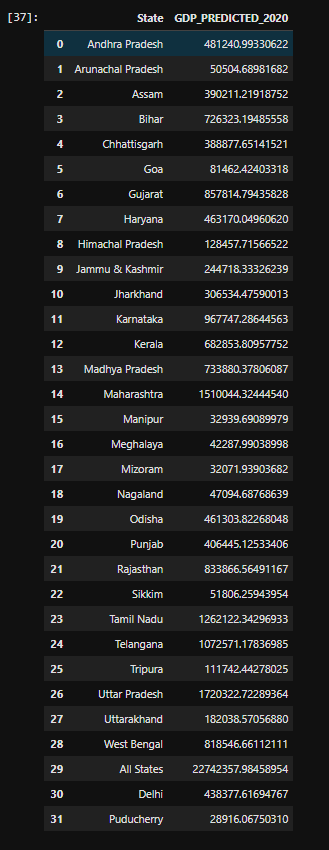 [37]: State GDP_PREDICTED_2020
0 Andhra Pradesh 481240.99330622
1 Arunachal Pradesh 50504.68981682
2 Assam 390211.21918752
3 Bihar 726323.19485558
4 Chhattisgarh 388877.65141521
5 Goa 81462.42403318
6 Gujarat 857814.79435828
7 Haryana 463170.04960620
8 Himachal Pradesh 128457.71566522
9 Jammu & Kashmir 244718.33326239
10 Jharkhand 306534.47590013
11 Karnataka 967747.28644563
12 Kerala 682853.80957752
13 Madhya Pradesh 733880.37806087
14 Maharashtra 1510044.32444540
15 Manipur 32939.69089979
16 Meghalaya 42287.99038998
17 Mizoram 32071.93903682
18 Nagaland 47094.68768639
19 Odisha 461303.82268048
20 Punjab 406445.12533406
21 Rajasthan 833866.56491167
22 Sikkim 51806.25943954
23 Tamil Nadu 1262122.34296933
24 Telangana 1072571.17836985
25 Tripura 111742.44278025
26 Uttar Pradesh 1720322.72289364
27 Uttarakhand 182038.57056880
28 West Bengal 818546.66112111
29 All States 22742357.98458954
30 Delhi 438377.61694767
31 Puducherry 28916.06750310